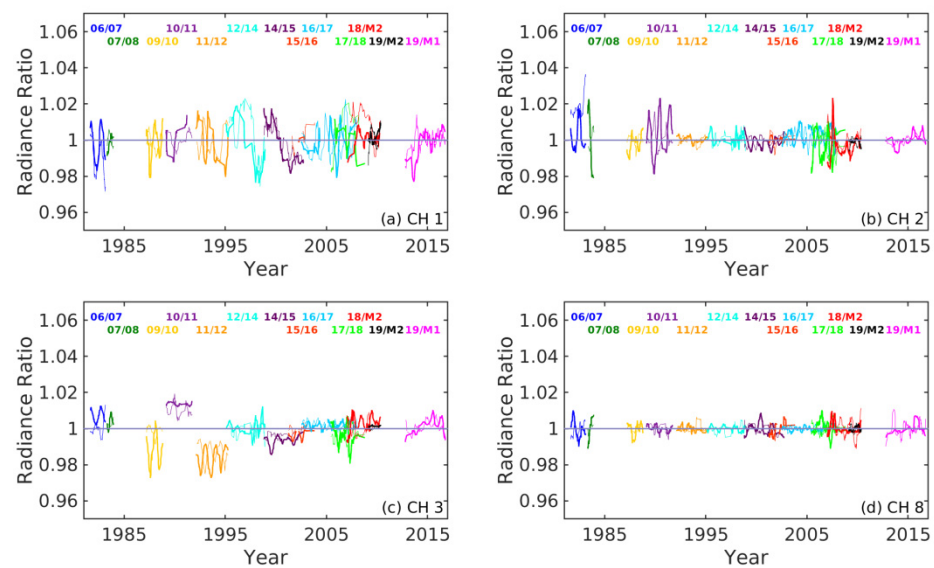 1.06
06/07 10/11 12/14 14/15 16/17 18/M2
07/08 09/10 11/12 15/16 17/18 19/M2 19/M1
1.04
1.02
1
0.98
0.96
Radiance Ratio
(a) CH 1
1985 1995 2005 2015
Year
1.06
06/07 10/11 12/14 14/15 16/17 18/M2
07/08 09/10 11/12 15/16 17/18 19/M2 19/M1
1.04
1.02
1
0.98
0.96
Radiance Ratio
(b) CH 2
1985 1995 2005 2015
Year
1.06
06/07 10/11 12/14 14/15 16/17 18/M2
07/08 09/10 11/12 15/16 17/18 19/M2 19/M1
1.04
1.02
1
0.98
0.96
Radiance Ratio
(c) CH 3
1985 1995 2005 2015
Year
1.06
06/07 10/11 12/14 14/15 16/17 18/M2
07/08 09/10 11/12 15/16 17/18 19/M2 19/M1
1.04
1.02
1
0.98
0.96
Radiance Ratio
(d) CH 8
1985 1995 2005 2015
Year